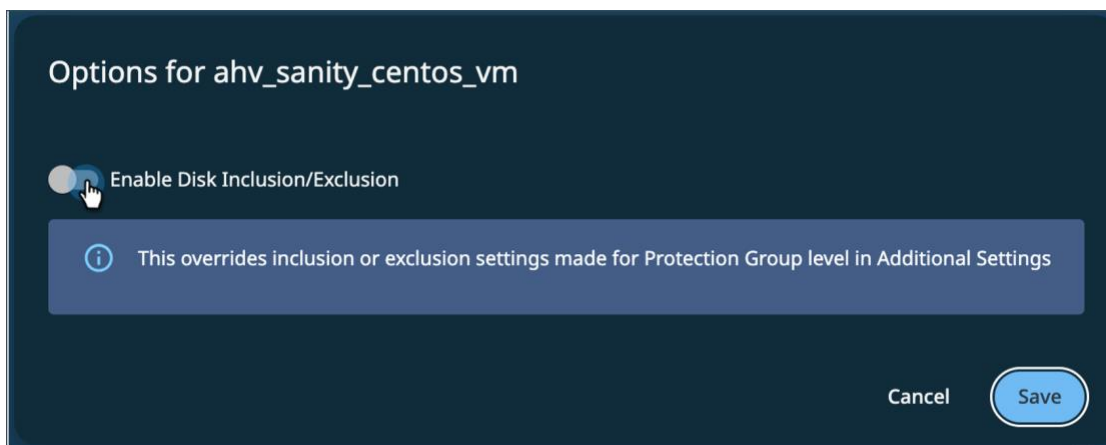 Options for ahv_sanity_centos_vm
Enable Disk Inclusion/Exclusion
This overrides inclusion or exclusion settings made for Protection Group level in Additional Settings
Cancel
Save